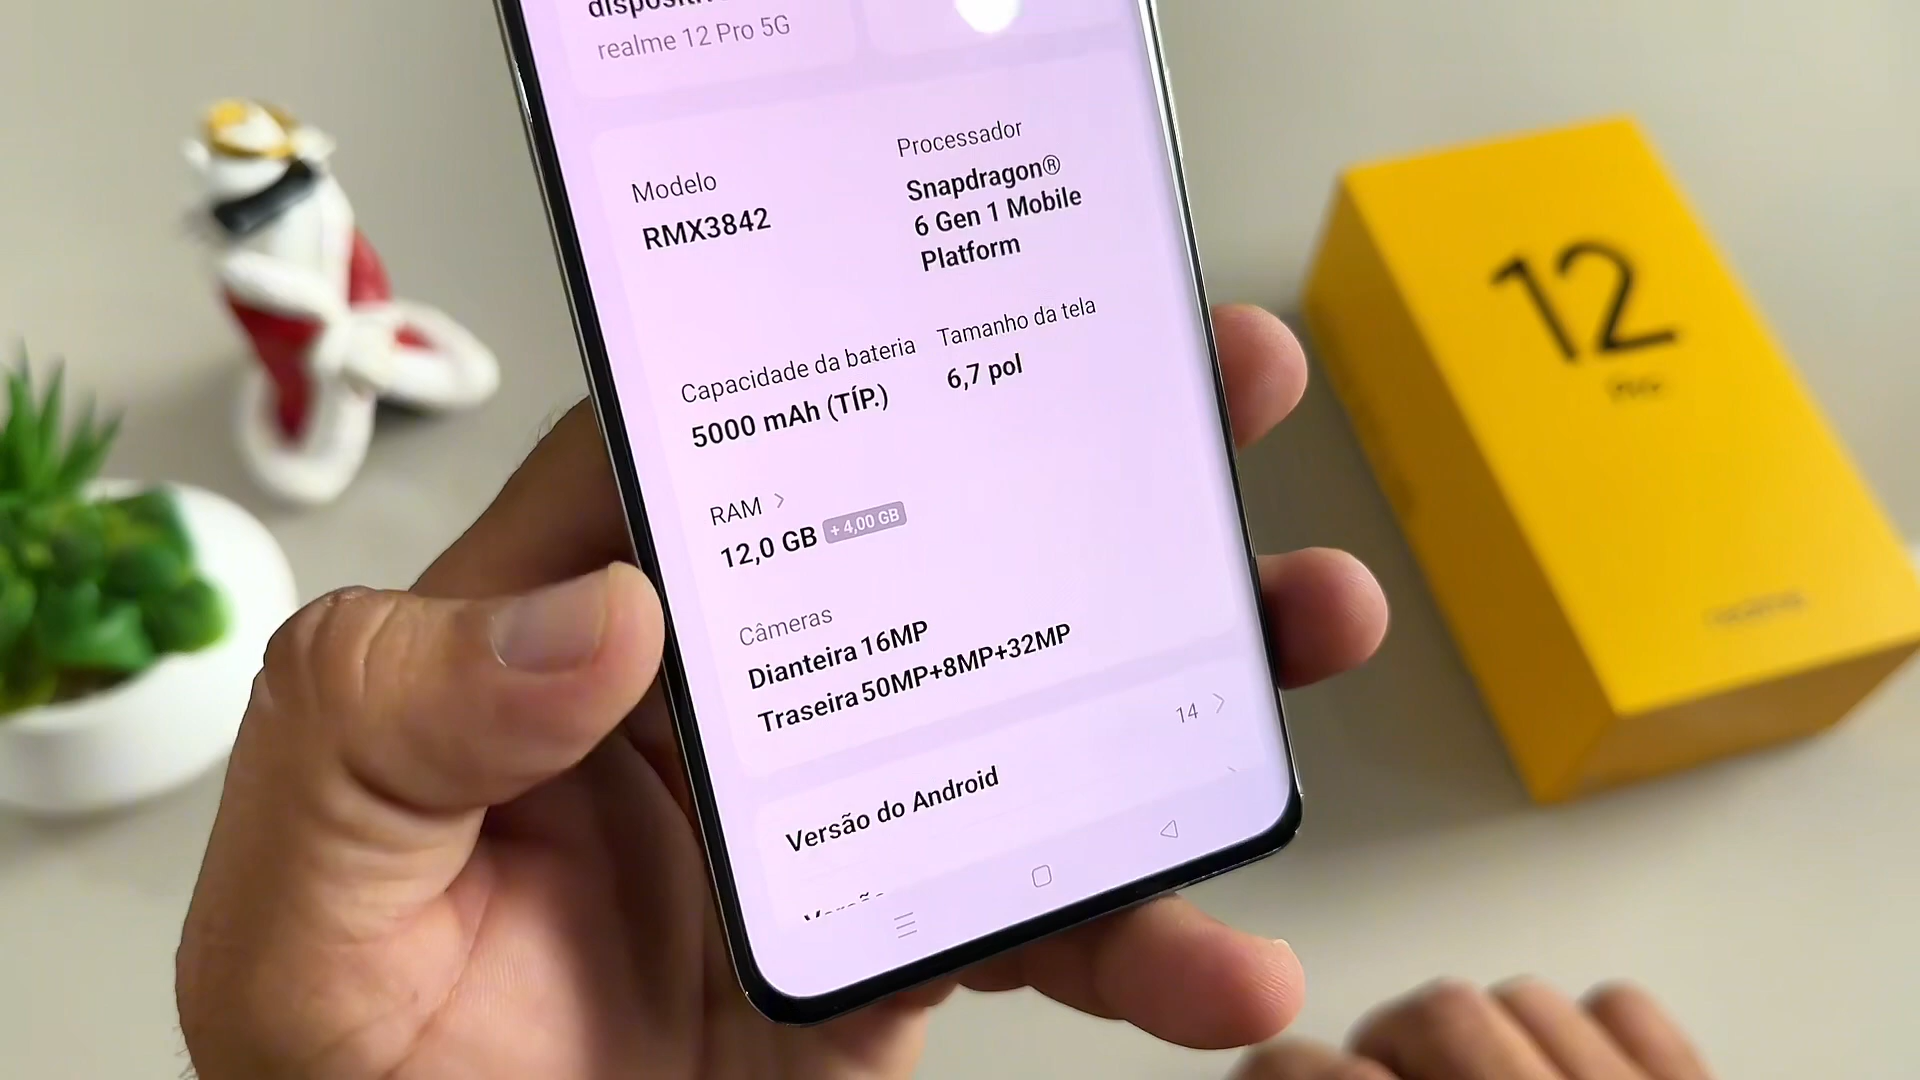 realme 12 Pro 5G
Modelo
RMX3842
Processador
Snapdragon®
6 Gen 1 Mobile
Platform
Capacidade da bateria
5000 mAh (TÍP.)
Tamanho da tela
6,7 pol
RAM >
12,0 GB + 4,00 GB
Câmeras
Dianteira 16MP
Traseira 50MP+8MP+32MP
Versão do Android
14 >
12
Pro
realme